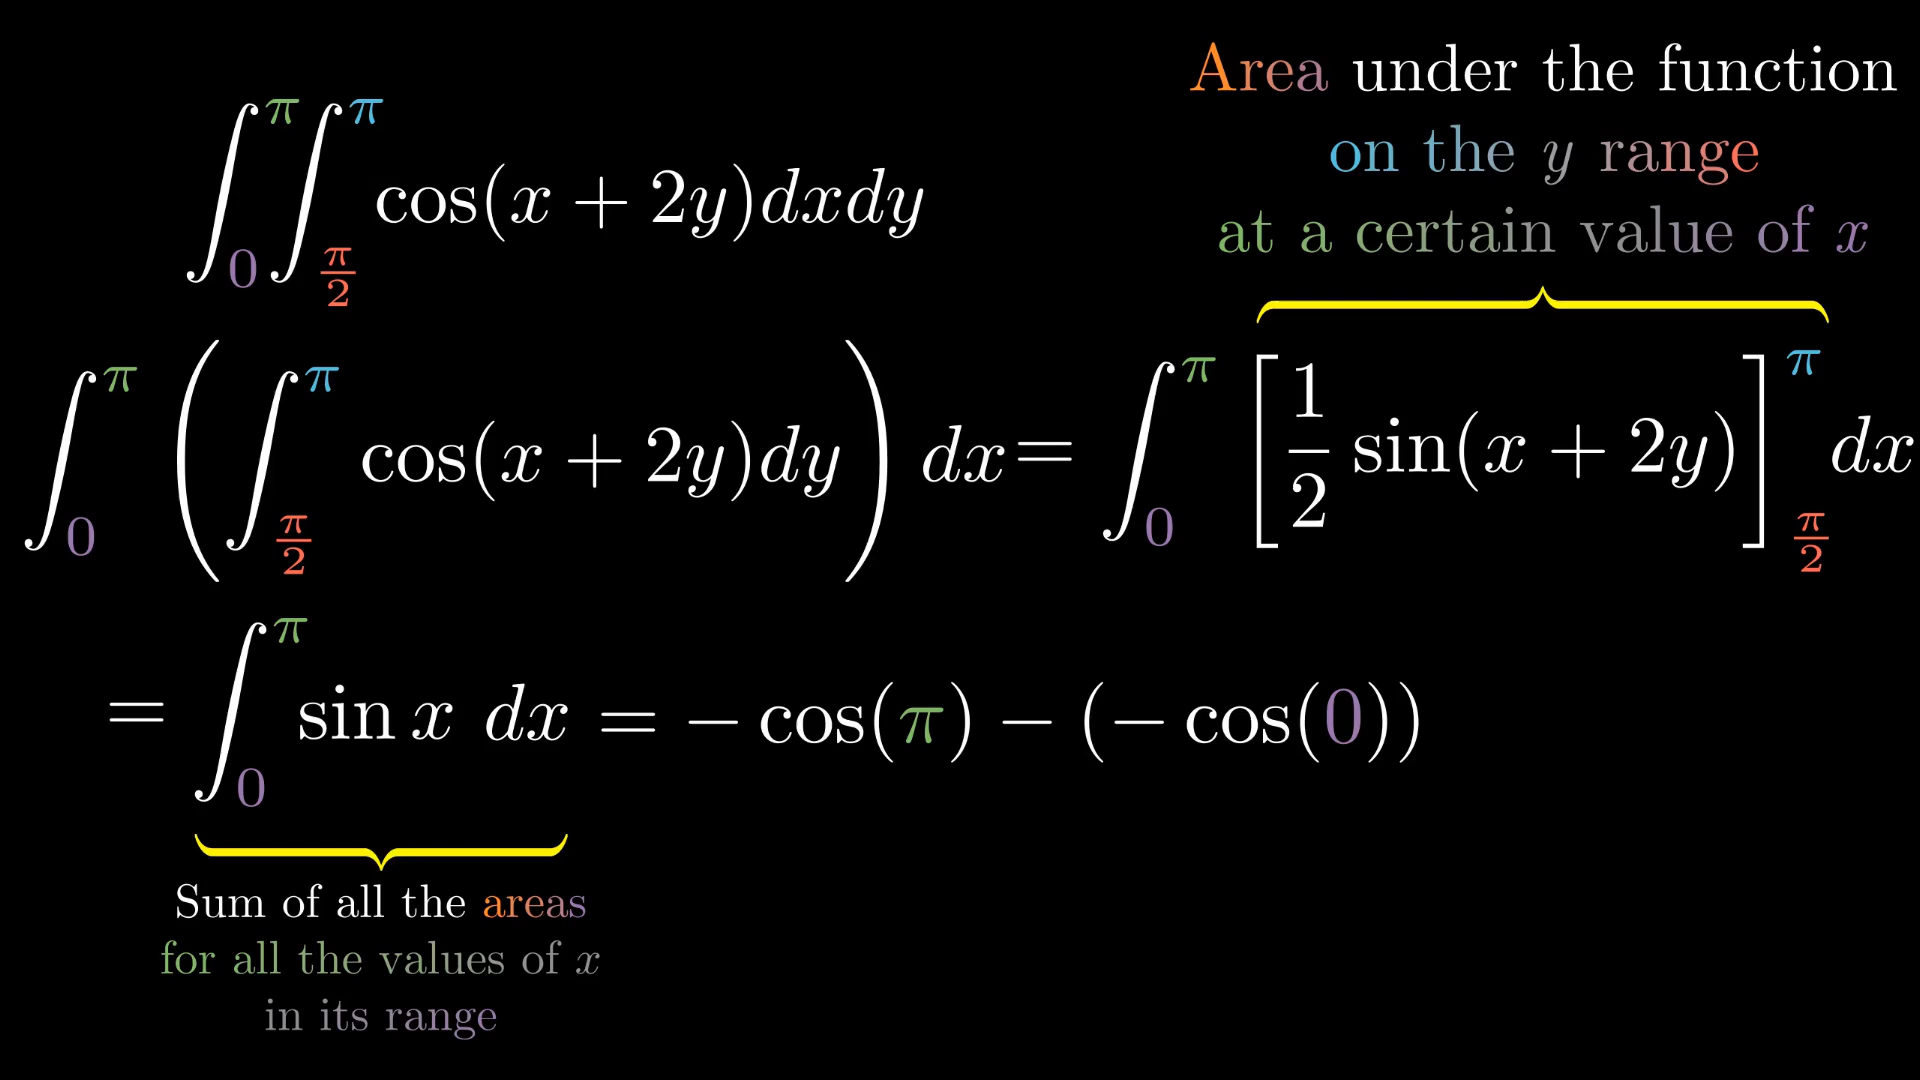 Area under the function
on the y range
at a certain value of x
∫₀^π ∫_{π/2}^π cos(x + 2y)dxdy
∫₀^π (∫_{π/2}^π cos(x + 2y)dy) dx = ∫₀^π [1/2 sin(x + 2y)]_{π/2}^π dx
= ∫₀^π sin x dx = − cos(π) − (− cos(0))
Sum of all the areas
for all the values of x
in its range